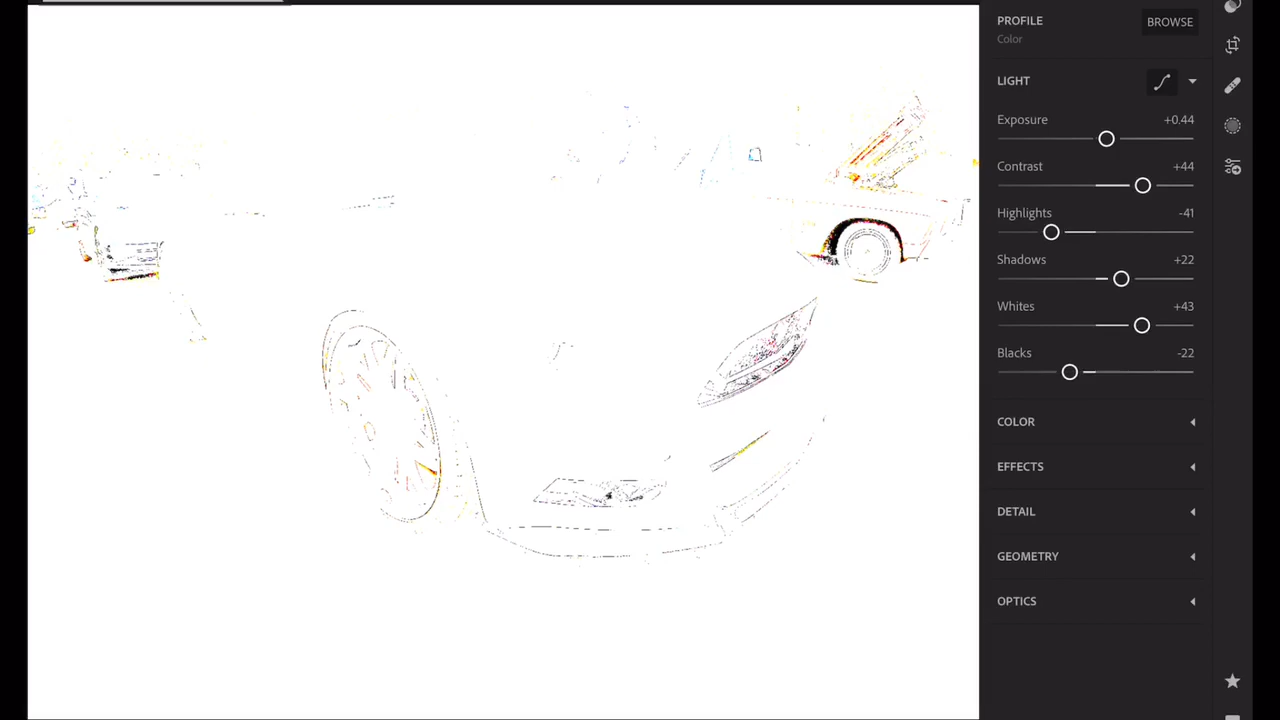 PROFILE
BROWSE
Color
LIGHT
Exposure +0.44
Contrast +44
Highlights -41
Shadows +22
Whites +43
Blacks -22
COLOR
EFFECTS
DETAIL
GEOMETRY
OPTICS